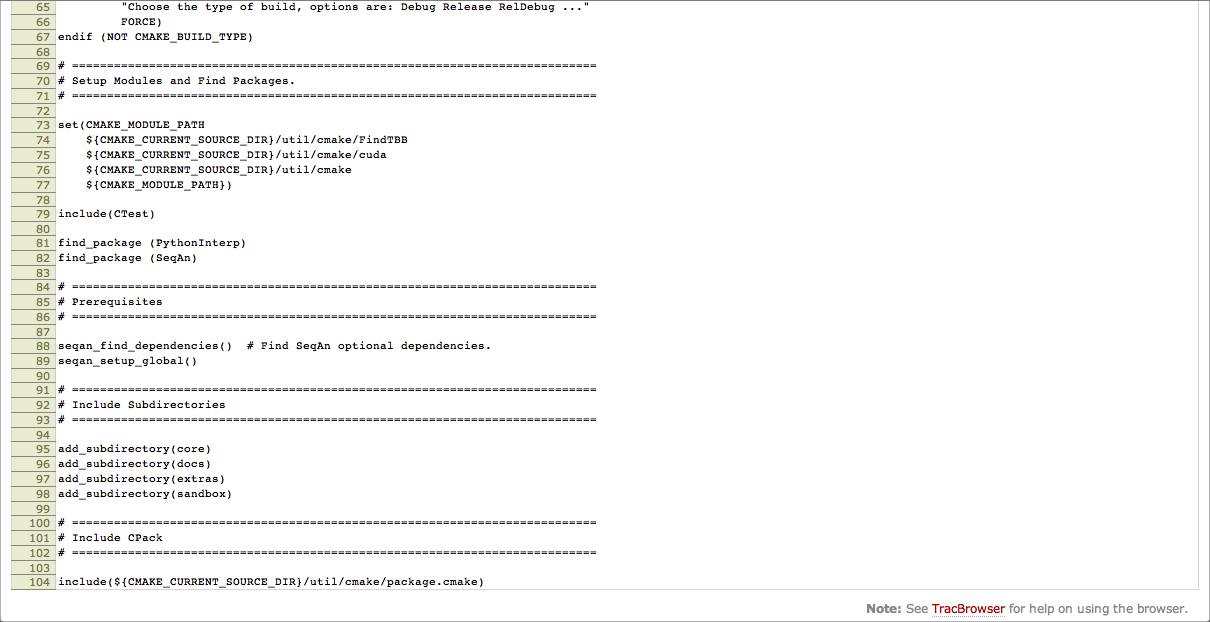 65 "Choose the type of build, options are: Debug Release RelDebug ..."
66 FORCE)
67 endif (NOT CMAKE_BUILD_TYPE)
68
69 # ===========================================================================
70 # Setup Modules and Find Packages.
71 # ===========================================================================
72
73 set(CMAKE_MODULE_PATH
74 ${CMAKE_CURRENT_SOURCE_DIR}/util/cmake/FindTBB
75 ${CMAKE_CURRENT_SOURCE_DIR}/util/cmake/cuda
76 ${CMAKE_CURRENT_SOURCE_DIR}/util/cmake
77 ${CMAKE_MODULE_PATH})
78
79 include(CTest)
80
81 find_package (PythonInterp)
82 find_package (SeqAn)
83
84 # ===========================================================================
85 # Prerequisites
86 # ===========================================================================
87
88 seqan_find_dependencies()  # Find SeqAn optional dependencies.
89 seqan_setup_global()
90
91 # ===========================================================================
92 # Include Subdirectories
93 # ===========================================================================
94
95 add_subdirectory(core)
96 add_subdirectory(docs)
97 add_subdirectory(extras)
98 add_subdirectory(sandbox)
99
100 # ===========================================================================
101 # Include CPack
102 # ===========================================================================
103
104 include(${CMAKE_CURRENT_SOURCE_DIR}/util/cmake/package.cmake)
Note: See TracBrowser for help on using the browser.